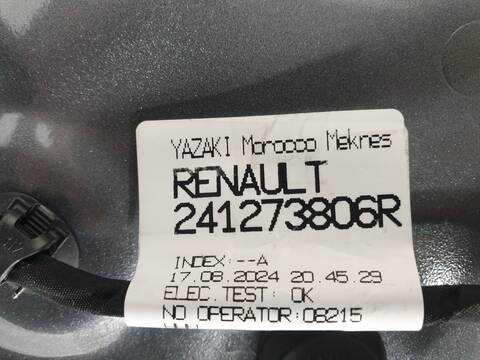 YAZAKI Morocco Meknes
RENAULT
241273806R
INDEX:--A
17.08.2024 20.45.29
ELEC.TEST: OK
NO OPERATOR:08215